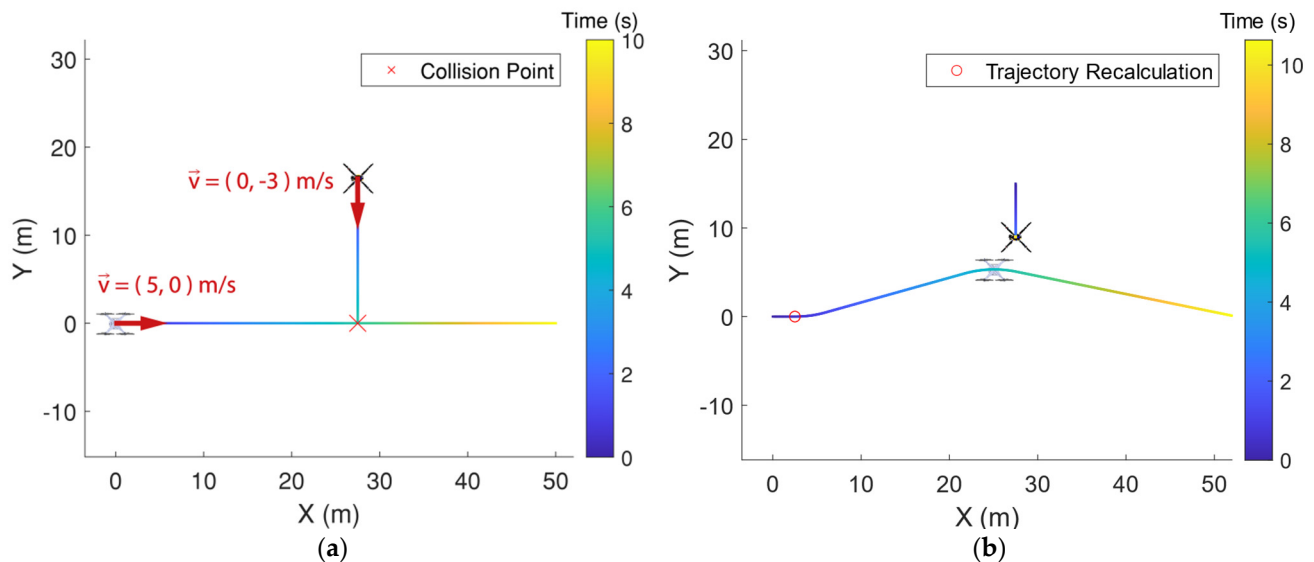 Time (s)
Collision Point
30
20
10
0
-10
Y (m)
v⃗ = ( 0, -3 ) m/s
v⃗ = ( 5, 0 ) m/s
0 10 20 30 40 50
X (m)
10
8
6
4
2
0
(a)
Time (s)
Trajectory Recalculation
30
20
10
0
-10
Y (m)
0 10 20 30 40 50
X (m)
10
8
6
4
2
0
(b)